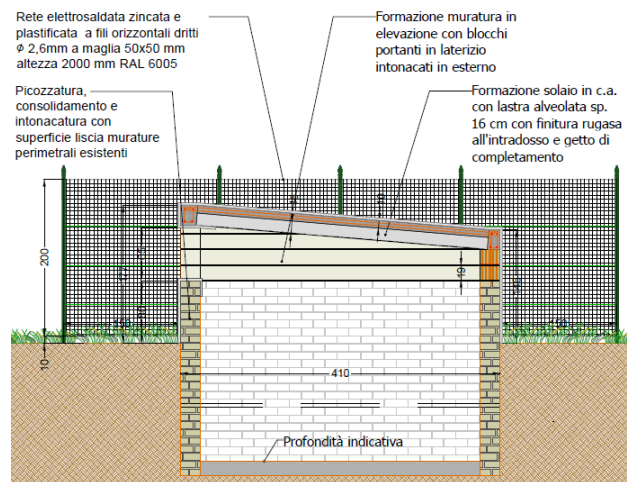 Rete elettrosaldata zincata e
plastificata a fili orizzontali dritti
φ 2,6mm a maglia 50x50 mm
altezza 2000 mm RAL 6005
Picozzatura,
consolidamento e
intonacatura con
superficie liscia murature
perimetrali esistenti
Formazione muratura in
elevazione con blocchi
portanti in laterizio
intonacati in esterno
Formazione solaio in c.a.
con lastra alveolata sp.
16 cm con finitura rugasa
all'intradosso e getto di
completamento
200
10
150
410
19
150
Profondità indicativa